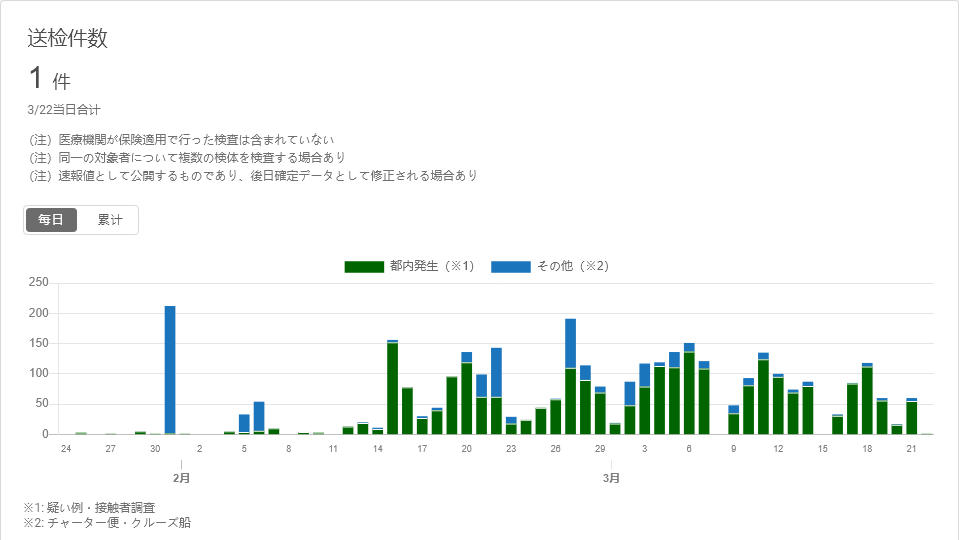 送检件数
1 件
3/22当日合计
（注）医療機関が保険適用で行った検査は含まれていない
（注）同一の対象者について複数の検体を検査する場合あり
（注）速報値として公開するものであり、後日確定データとして修正される場合あり
毎日 累计
都内発生（※1） その他（※2）
250
200
150
100
50
0
24 27 30 2 5 8 11 14 17 20 23 26 29 3 6 9 12 15 18 21
2月 3月
※1: 疑い例・接触者調査
※2: チャーター便・クルーズ船